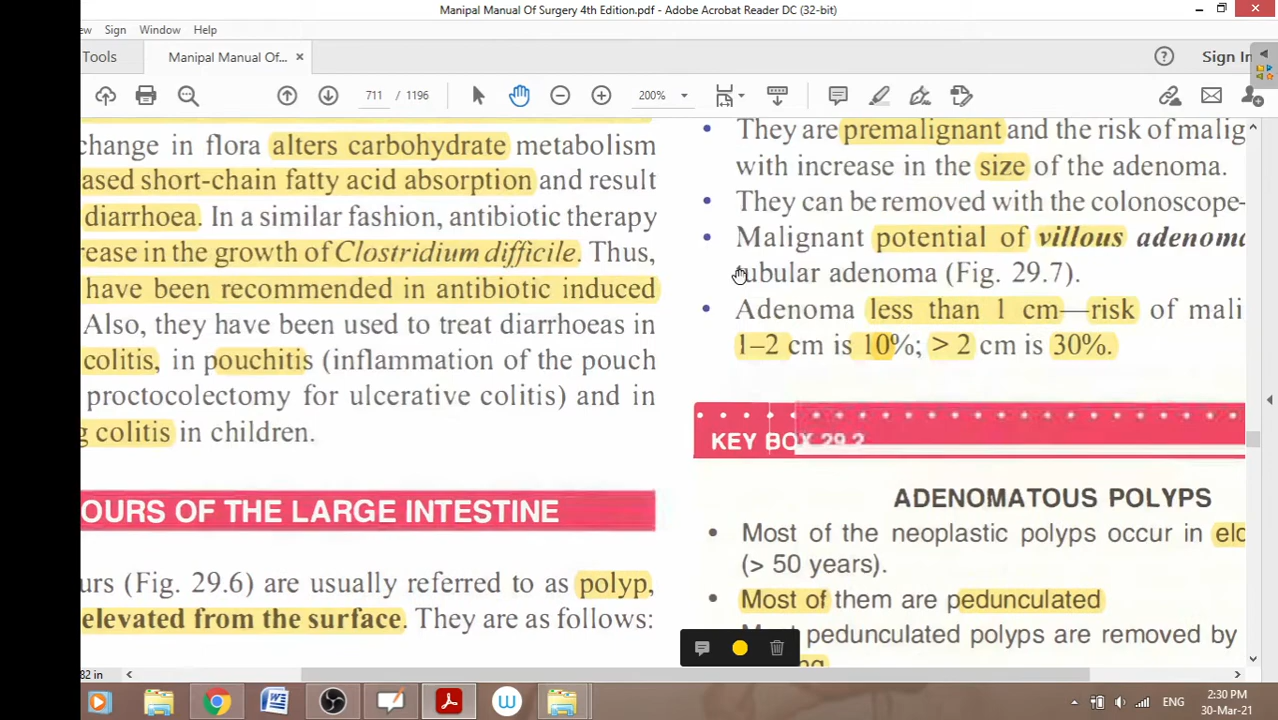 Manipal Manual Of Surgery 4th Edition.pdf - Adobe Acrobat Reader DC (32-bit)
Sign Window Help
Tools Manipal Manual Of... × Sign In
711 / 1196 200%
change in flora alters carbohydrate metabolism
ased short-chain fatty acid absorption and result
diarrhoea. In a similar fashion, antibiotic therapy
rease in the growth of Clostridium difficile. Thus,
have been recommended in antibiotic induced
Also, they have been used to treat diarrhoeas in
colitis, in pouchitis (inflammation of the pouch
proctocolectomy for ulcerative colitis) and in
g colitis in children.
OURS OF THE LARGE INTESTINE
urs (Fig. 29.6) are usually referred to as polyp,
elevated from the surface. They are as follows:
• They are premalignant and the risk of malig
with increase in the size of the adenoma.
• They can be removed with the colonoscope-
• Malignant potential of villous adenoma
tubular adenoma (Fig. 29.7).
• Adenoma less than 1 cm—risk of mali
1–2 cm is 10%; > 2 cm is 30%.
KEY BOX 29.2
ADENOMATOUS POLYPS
• Most of the neoplastic polyps occur in
(> 50 years).
• Most of them are pedunculated
Most pedunculated polyps are removed by
82 in
ENG
2:30 PM
30-Mar-21